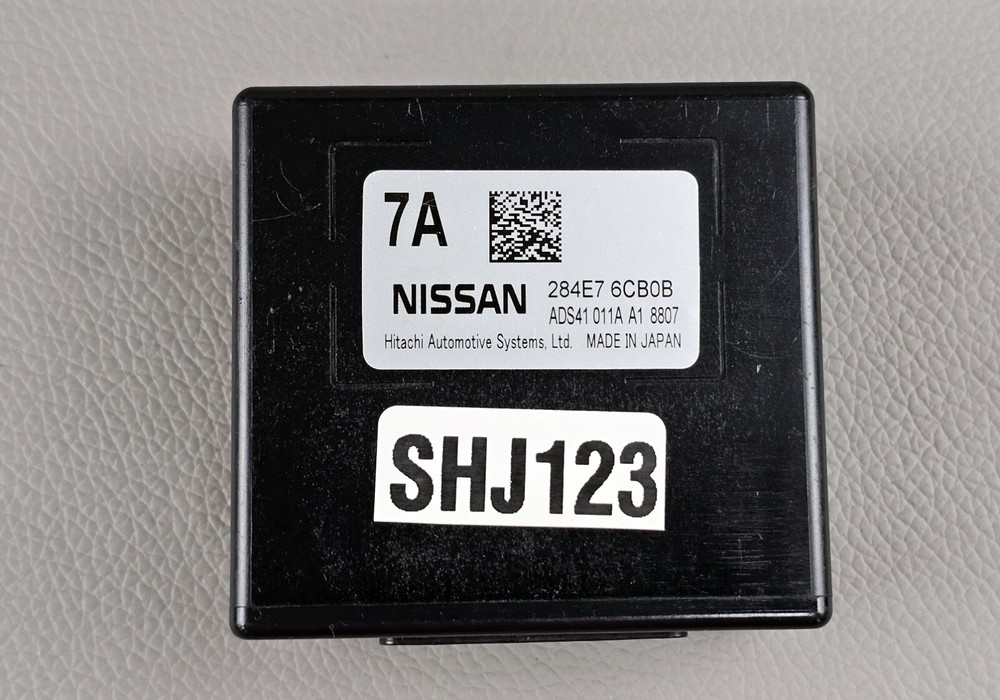 7A
NISSAN 284E7 6CB0B
ADS41 011A A1 8807
Hitachi Automotive Systems, Ltd. MADE IN JAPAN
SHJ123